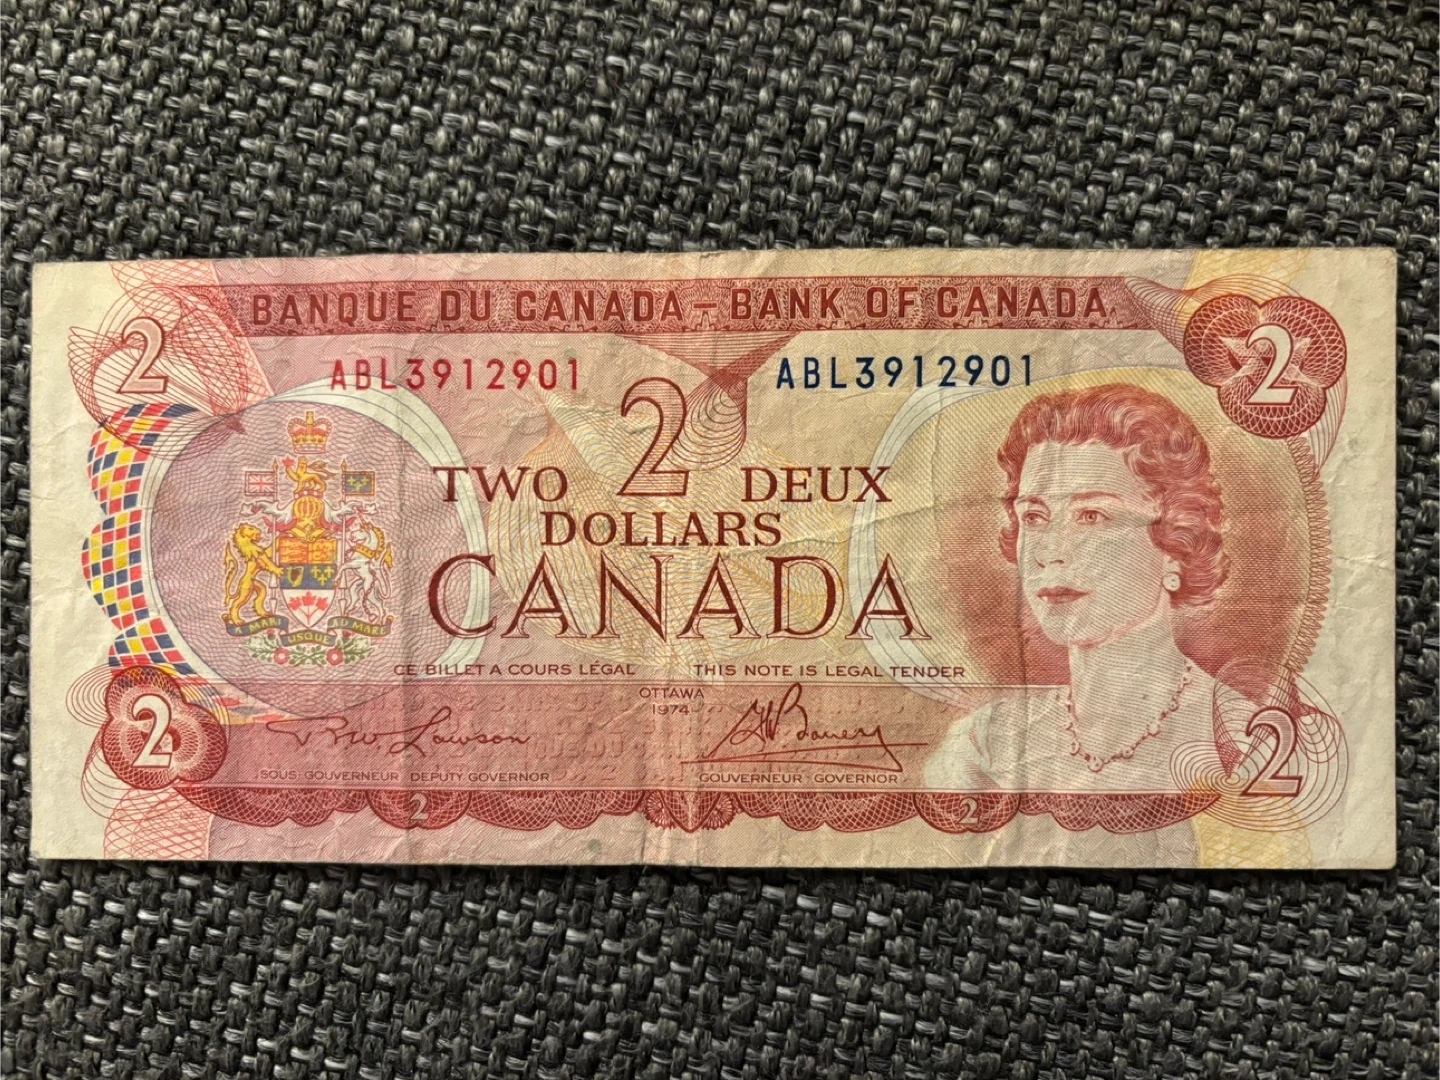 BANQUE DU CANADA – BANK OF CANADA
2
2
ABL3912901 ABL3912901
2
TWO DEUX
DOLLARS
CANADA
A MARI USQUE AD MARE
CE BILLET A COURS LÉGAL THIS NOTE IS LEGAL TENDER
OTTAWA
1974
2
Lawson
Bouey
2
SOUS-GOUVERNEUR DEPUTY GOVERNOR GOUVERNEUR - GOVERNOR
2 2